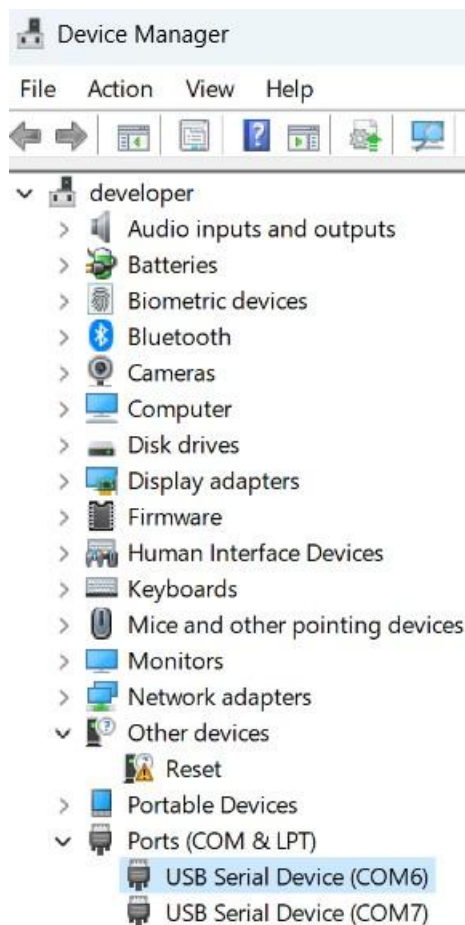 Device Manager
File Action View Help
developer
Audio inputs and outputs
Batteries
Biometric devices
Bluetooth
Cameras
Computer
Disk drives
Display adapters
Firmware
Human Interface Devices
Keyboards
Mice and other pointing devices
Monitors
Network adapters
Other devices
Reset
Portable Devices
Ports (COM & LPT)
USB Serial Device (COM6)
USB Serial Device (COM7)